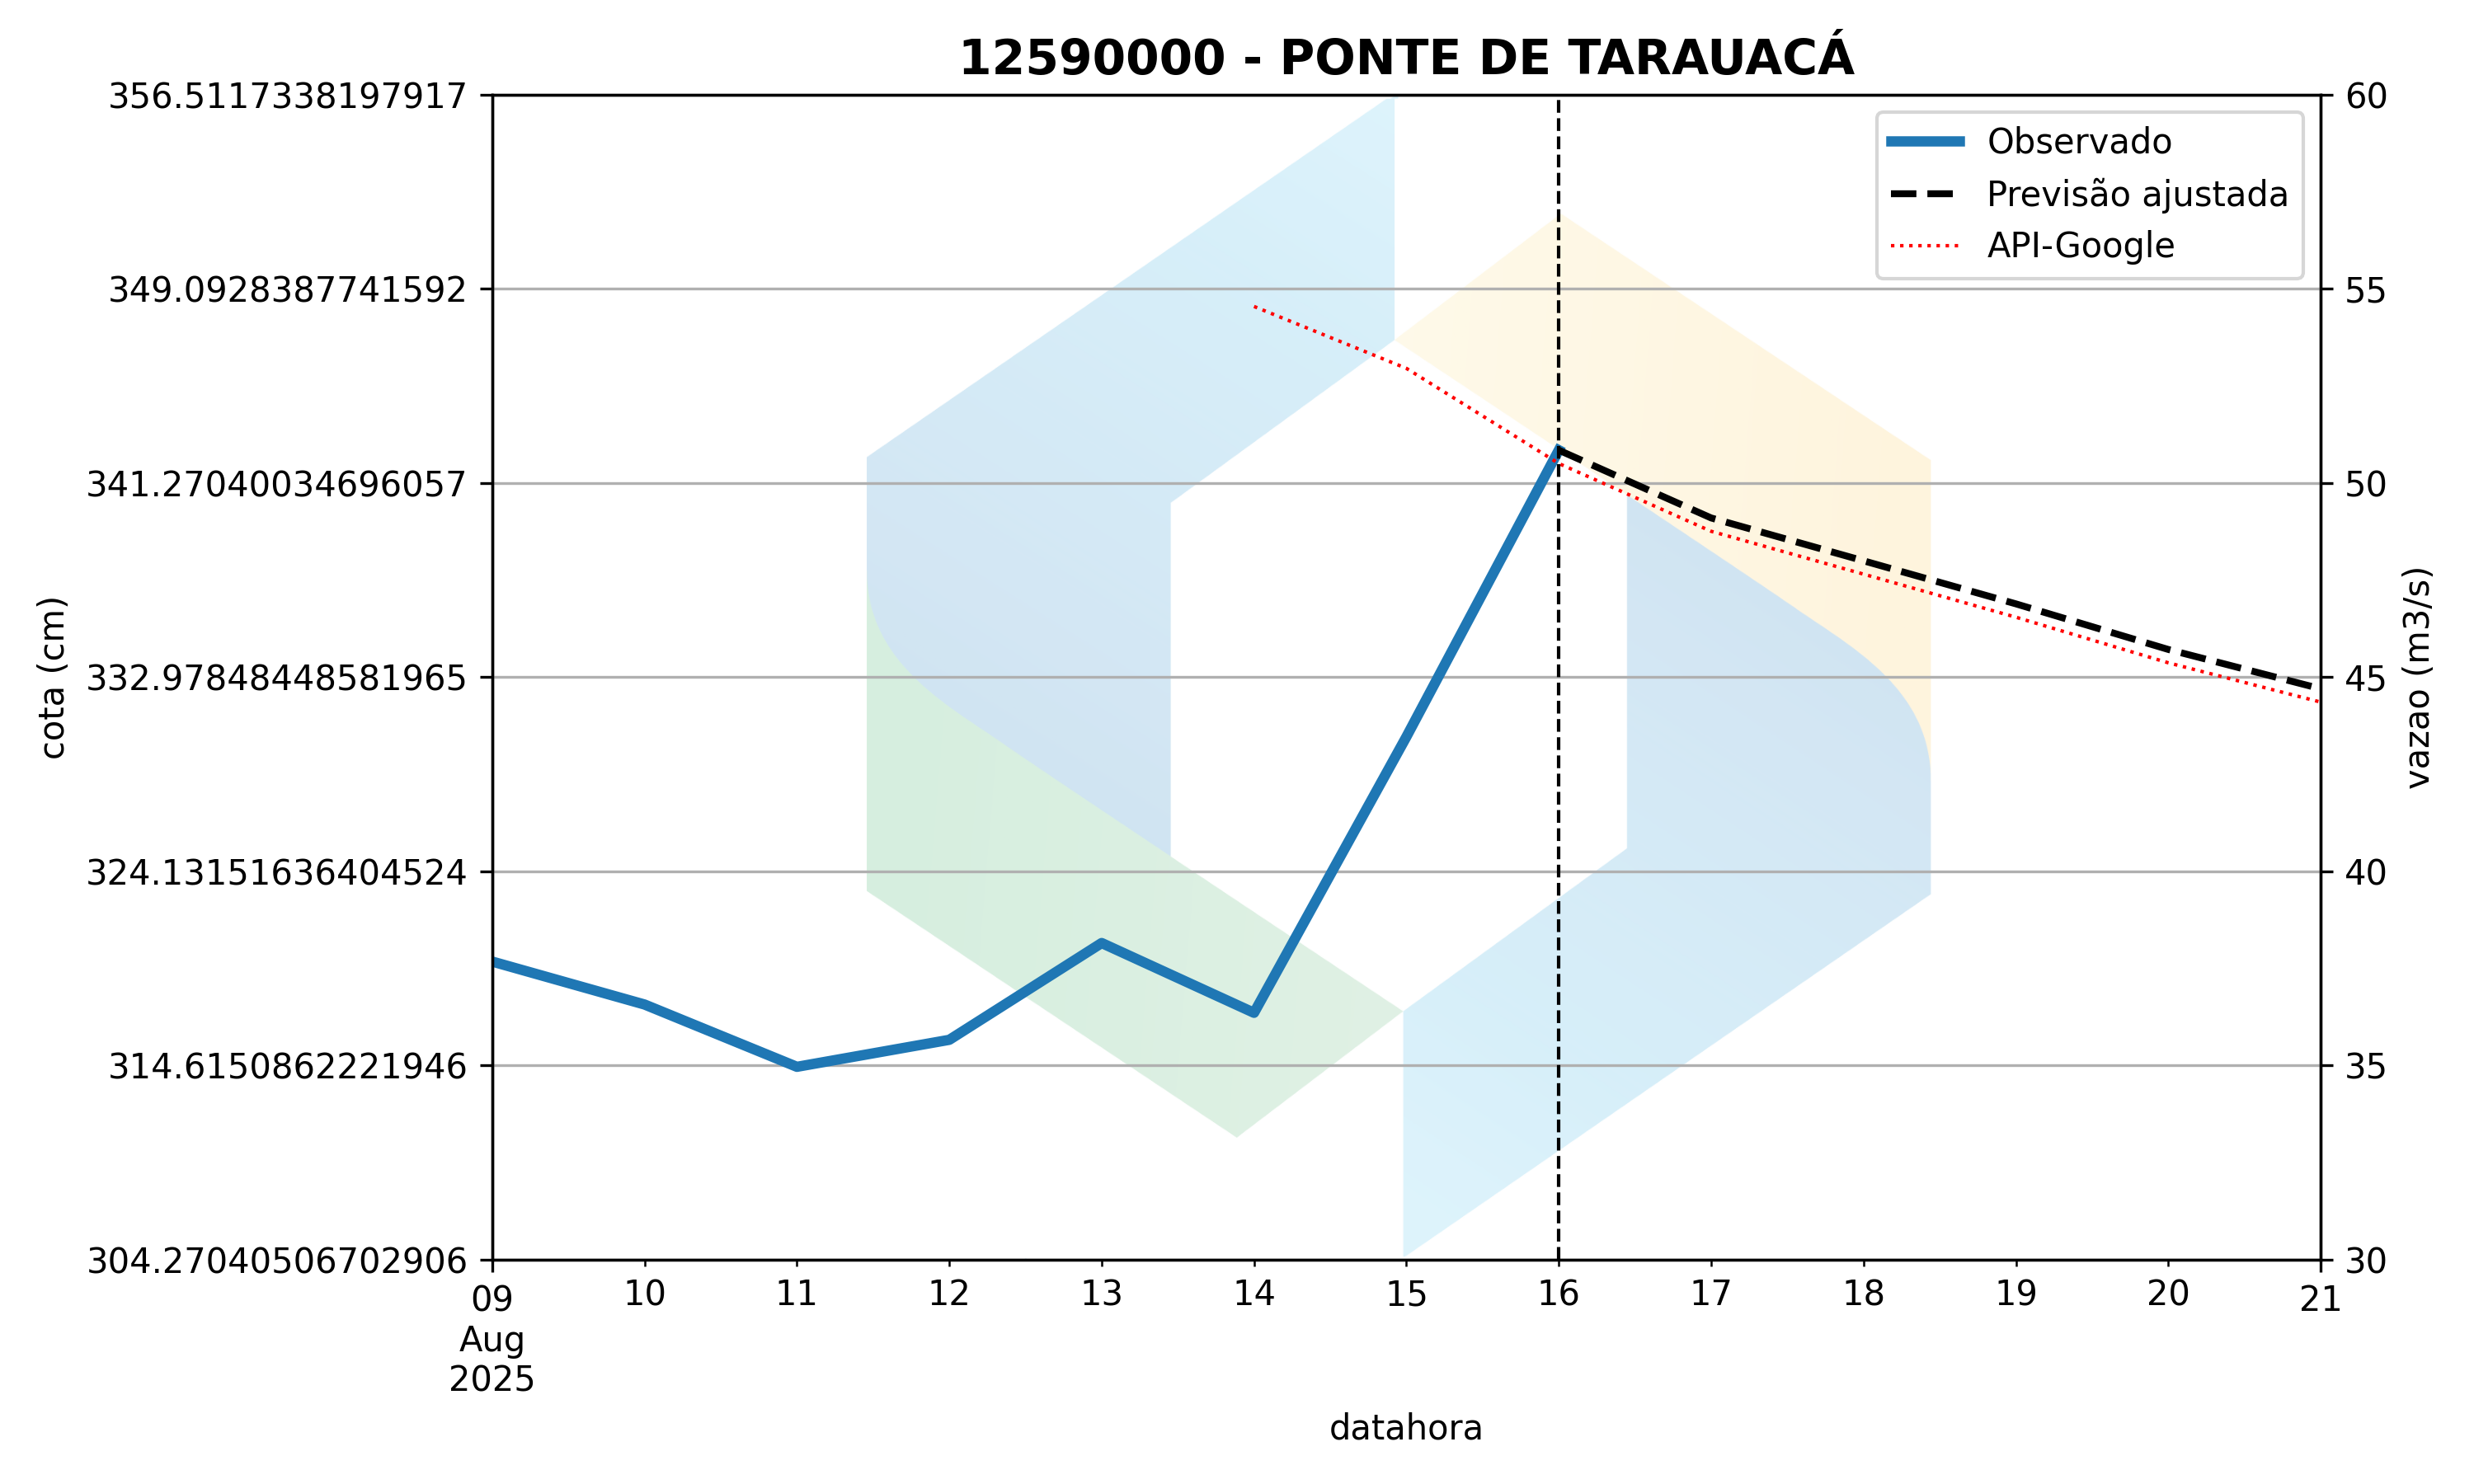 12590000 - PONTE DE TARAUACÁ
356.5117338197917
349.0928387741592
341.27040034696057
332.97848448581965
324.13151636404524
314.6150862221946
304.27040506702906
cota (cm)
60
55
50
45
40
35
30
vazao (m3/s)
Observado
Previsão ajustada
API-Google
09 10 11 12 13 14 15 16 17 18 19 20 21
Aug
2025
datahora